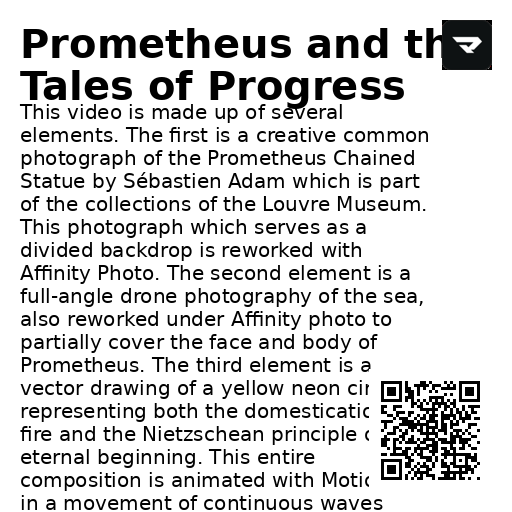 Prometheus and th
Tales of Progress
This video is made up of several
elements. The first is a creative common
photograph of the Prometheus Chained
Statue by Sébastien Adam which is part
of the collections of the Louvre Museum.
This photograph which serves as a
divided backdrop is reworked with
Affinity Photo. The second element is a
full-angle drone photography of the sea,
also reworked under Affinity photo to
partially cover the face and body of
Prometheus. The third element is a
vector drawing of a yellow neon
representing both the
fire and the Nietzschean principle
eternal beginning. This entire
composition is animated with
in a movement of continuous waves